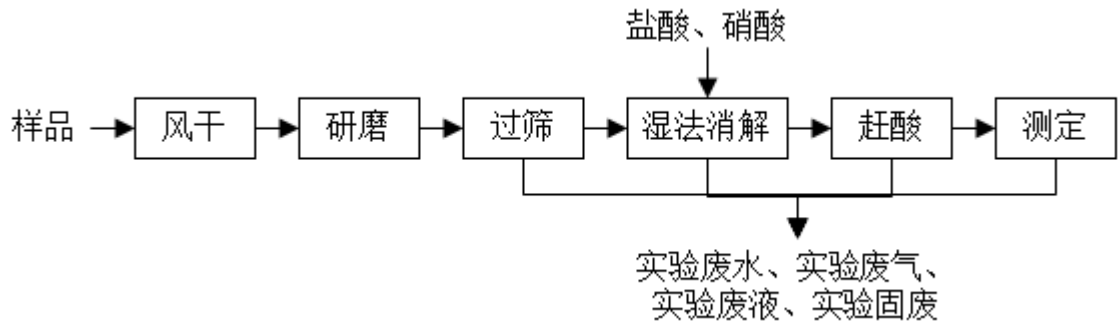 盐酸、硝酸
样品
风干
研磨
过筛
湿法消解
赶酸
测定
实验废水、实验废气、
实验废液、实验固废